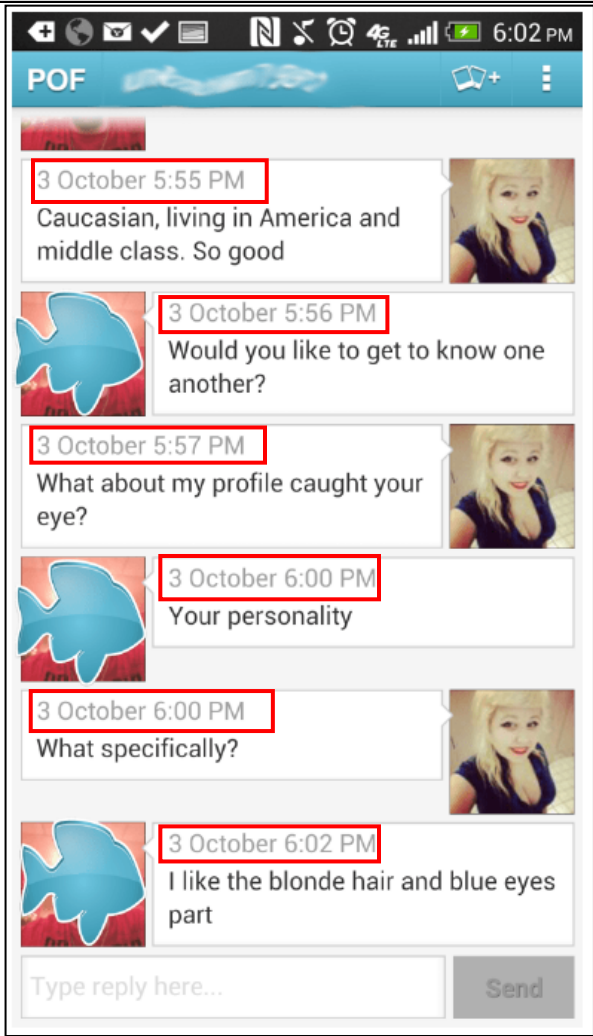 6:02 PM
POF
3 October 5:55 PM
Caucasian, living in America and
middle class. So good
3 October 5:56 PM
Would you like to get to know one
another?
3 October 5:57 PM
What about my profile caught your
eye?
3 October 6:00 PM
Your personality
3 October 6:00 PM
What specifically?
3 October 6:02 PM
I like the blonde hair and blue eyes
part
Type reply here...
Send